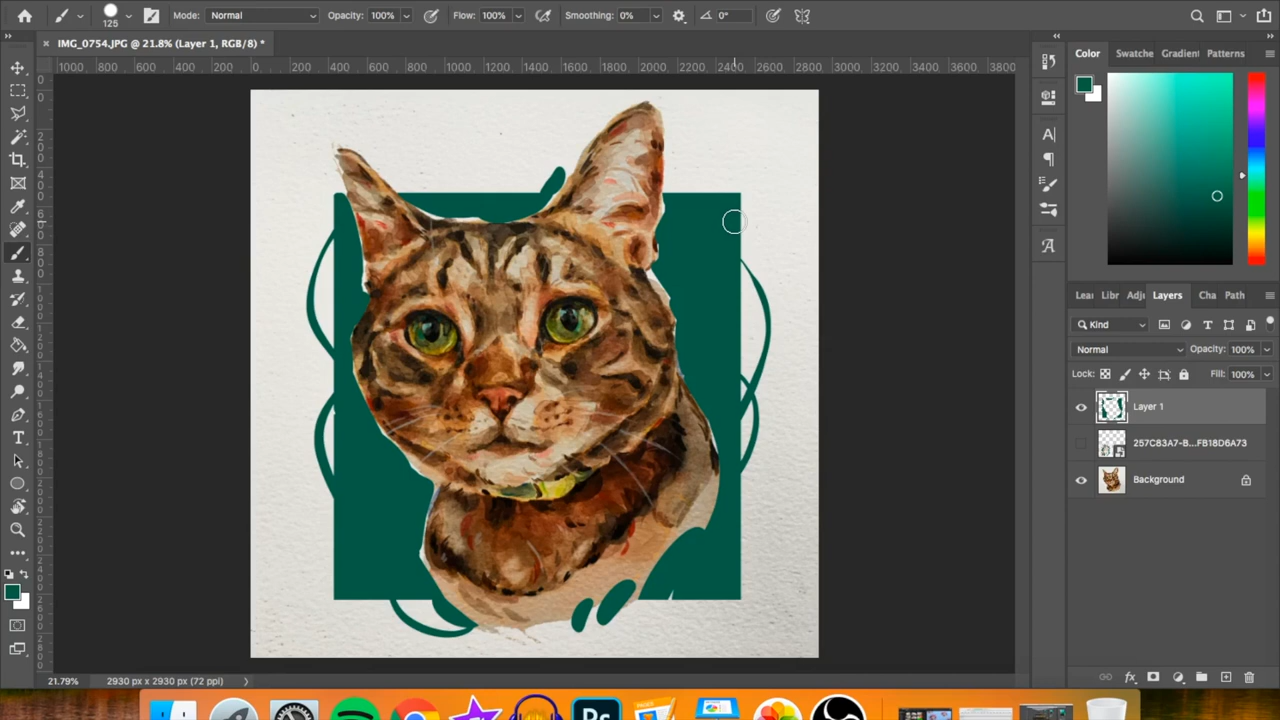 125
Mode: Normal
Opacity: 100%
Flow: 100%
Smoothing: 0%
0°
IMG_0754.JPG @ 21.8% (Layer 1, RGB/8) *
1000 800 600 400 200 0 200 400 600 800 1000 1200 1400 1600 1800 2000 2200 2400 2600 2800 3000 3200 3400 3600 3800
Color Swatche Gradient Patterns
Lear Libr Adju Layers Cha Path
Kind
Normal Opacity: 100%
Lock: Fill: 100%
Layer 1
257C83A7-B...FB18D6A73
Background
21.79% 2930 px x 2930 px (72 ppi)
Ps